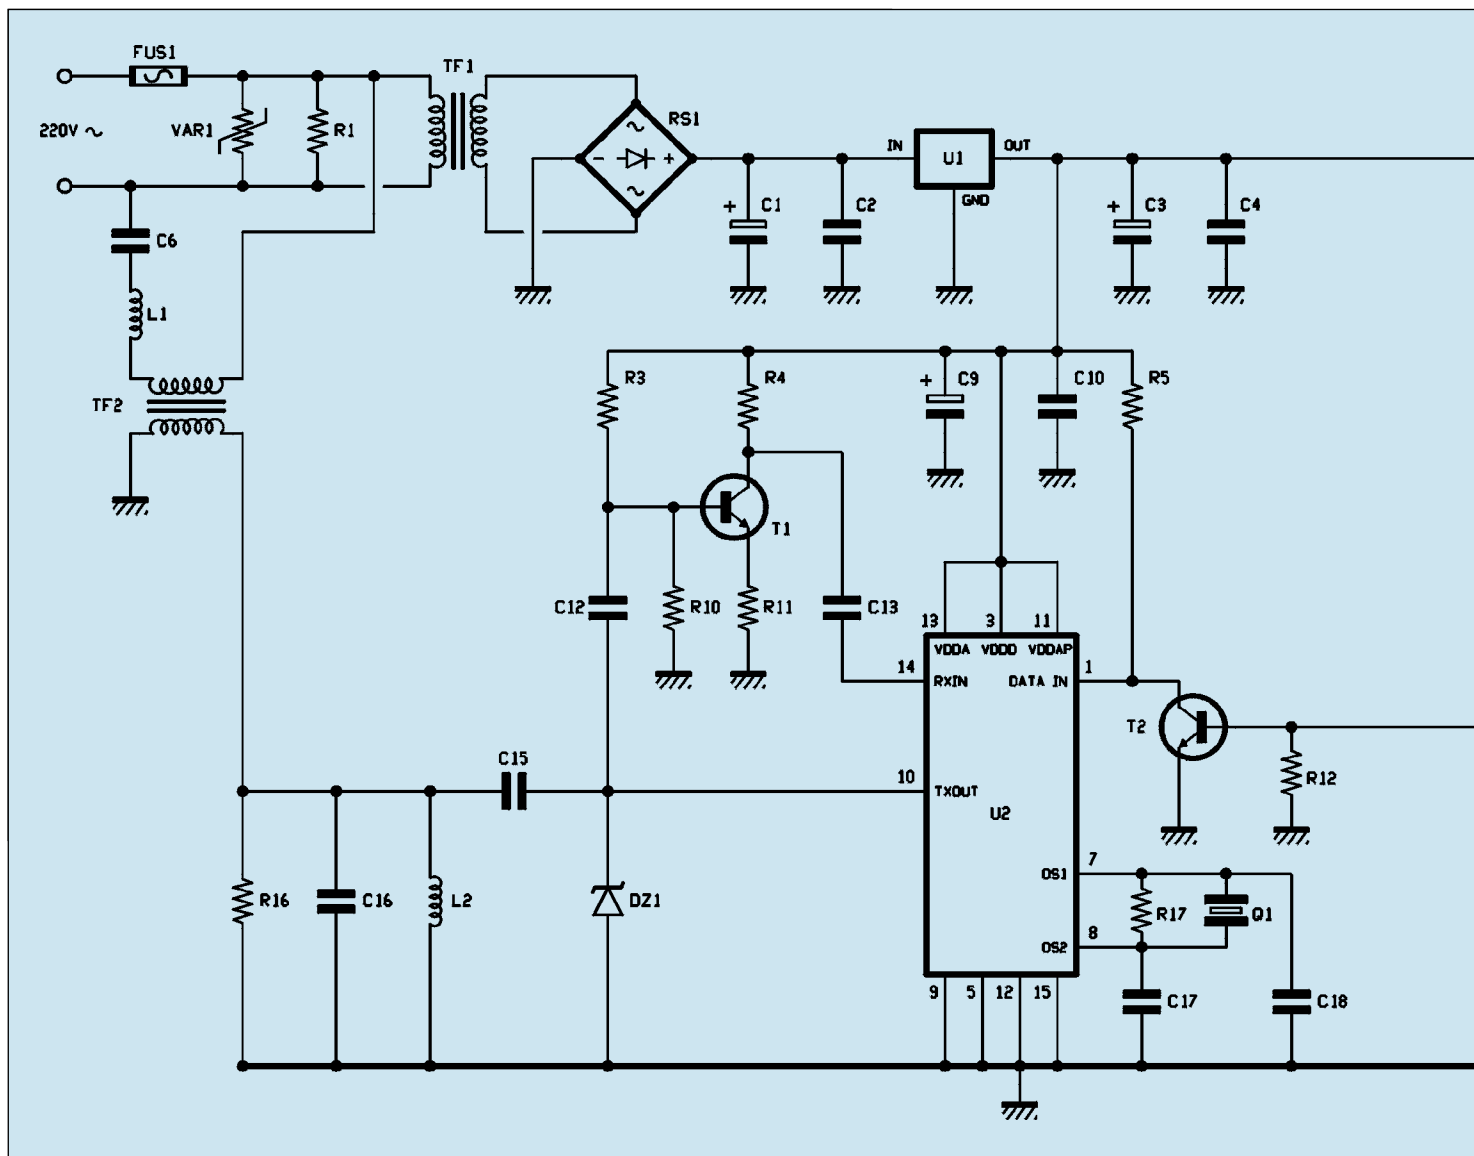 FUS1
TF1
220V ~
VAR1
R1
RS1
~
- +
~
IN
U1
OUT
GND
C6
+
C1
C2
+
C3
C4
L1
TF2
R3
R4
+
C9
C10
R5
T1
C12
R10
R11
C13
13
3
11
VDDA
VDDD
VDDAP
14
RXIN
DATA IN
1
T2
R12
C15
10
TXOUT
U2
7
OS1
R16
C16
L2
DZ1
R17
Q1
8
OS2
9
5
12
15
C17
C18